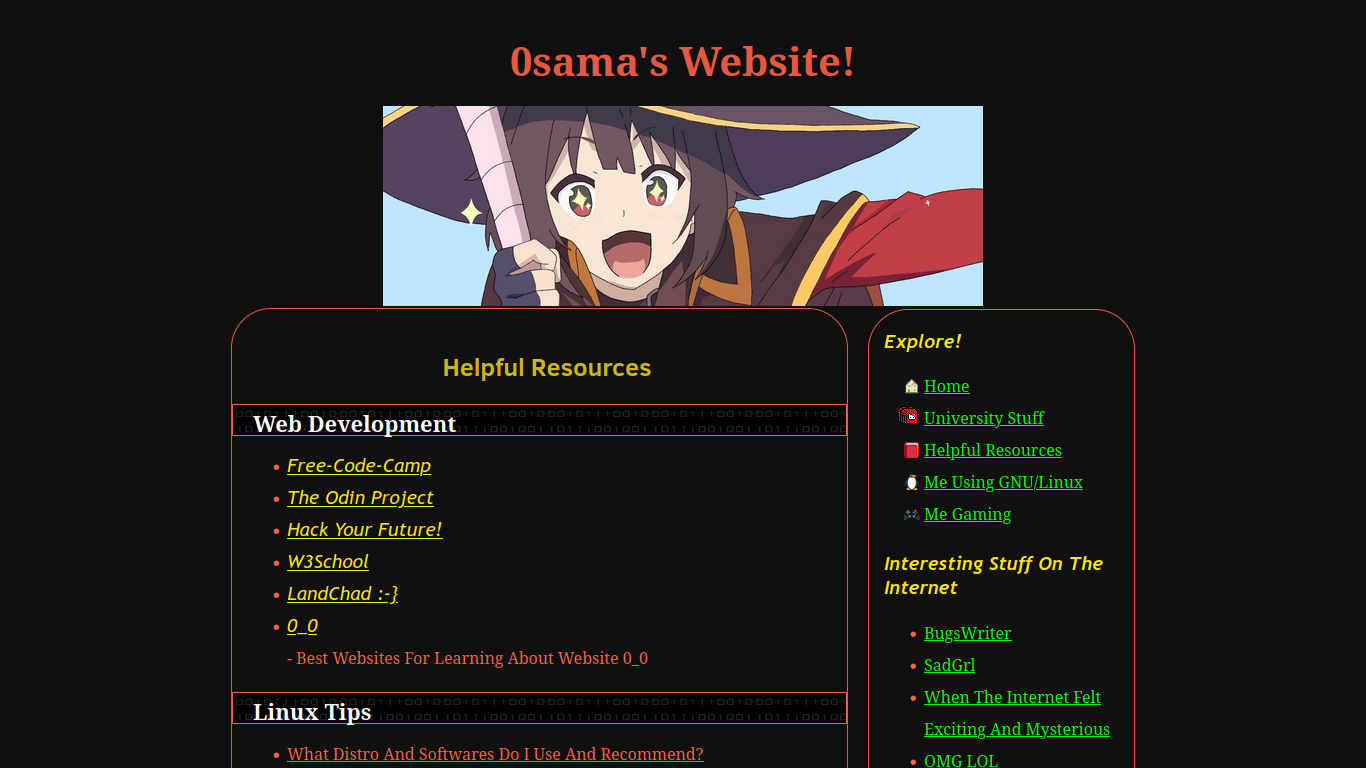 0sama's Website!
Helpful Resources
Web Development
Free-Code-Camp
The Odin Project
Hack Your Future!
W3School
LandChad :-}
0_0
- Best Websites For Learning About Website 0_0
Linux Tips
What Distro And Softwares Do I Use And Recommend?
Explore!
Home
University Stuff
Helpful Resources
Me Using GNU/Linux
Me Gaming
Interesting Stuff On The
Internet
BugsWriter
SadGrl
When The Internet Felt
Exciting And Mysterious
OMG LOL